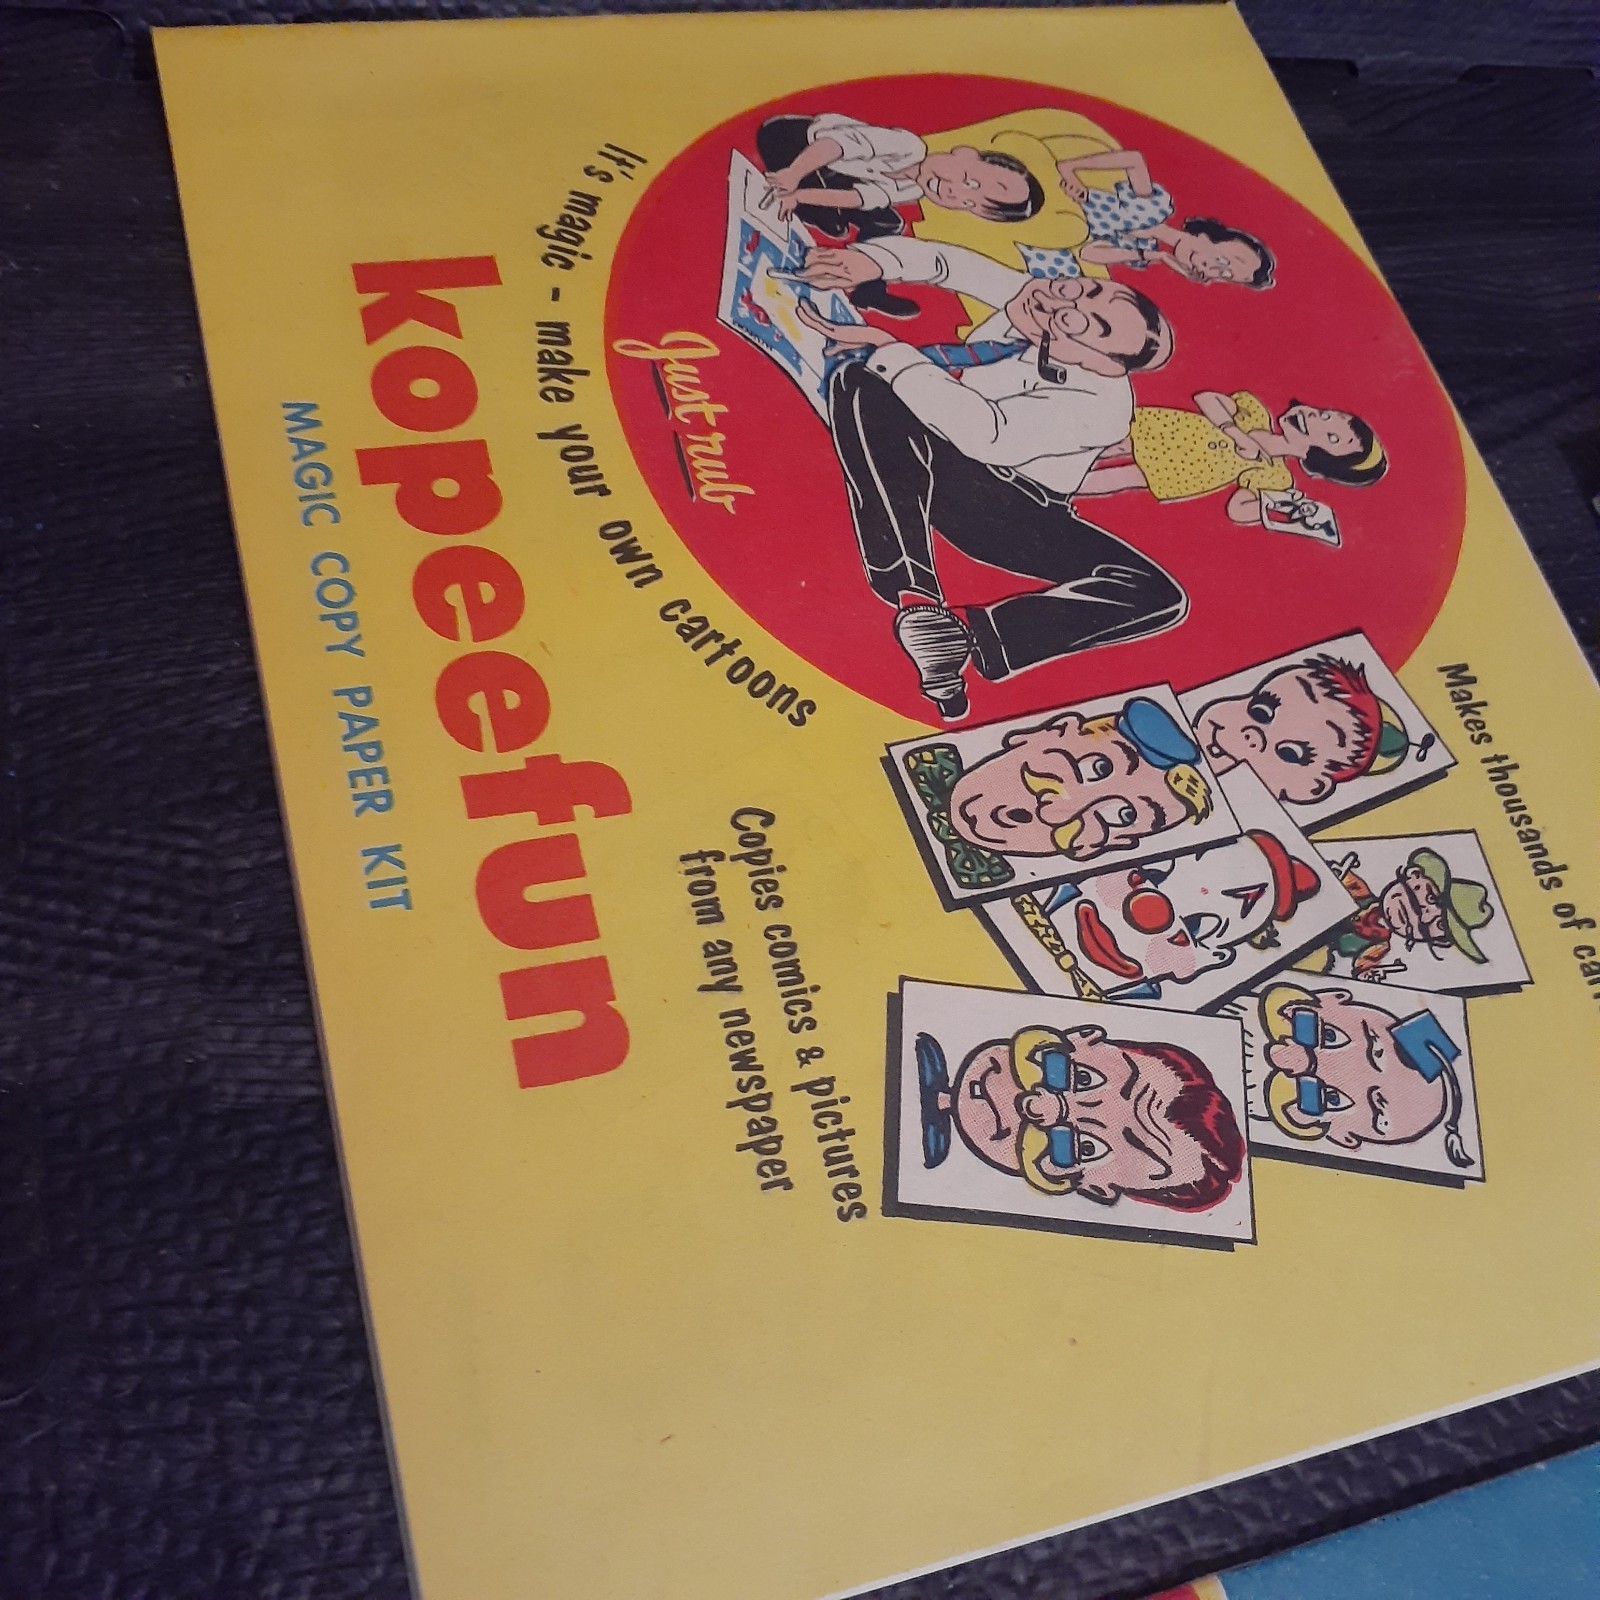 Makes thousands of
Just rub
It's magic - make your own cartoons
Copies comics & pictures
from any newspaper
kopeefun
MAGIC COPY PAPER KIT